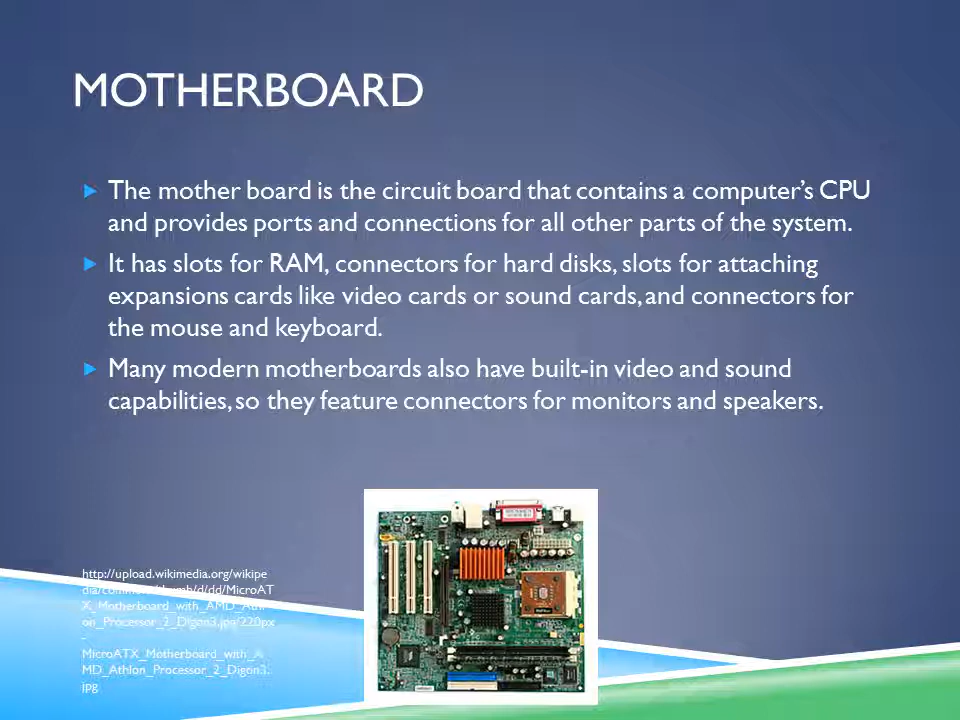 MOTHERBOARD
The mother board is the circuit board that contains a computer's CPU
and provides ports and connections for all other parts of the system.
It has slots for RAM, connectors for hard disks, slots for attaching
expansions cards like video cards or sound cards, and connectors for
the mouse and keyboard.
Many modern motherboards also have built-in video and sound
capabilities, so they feature connectors for monitors and speakers.
http://upload.wikimedia.org/wikipe
dia/commons/thumb/d/dd/MicroAT
X_Motherboard_with_AMD_Athl
on_Processor_2_Digon3.jpg/220px
-
MicroATX_Motherboard_with_A
MD_Athlon_Processor_2_Digon3.
jpg